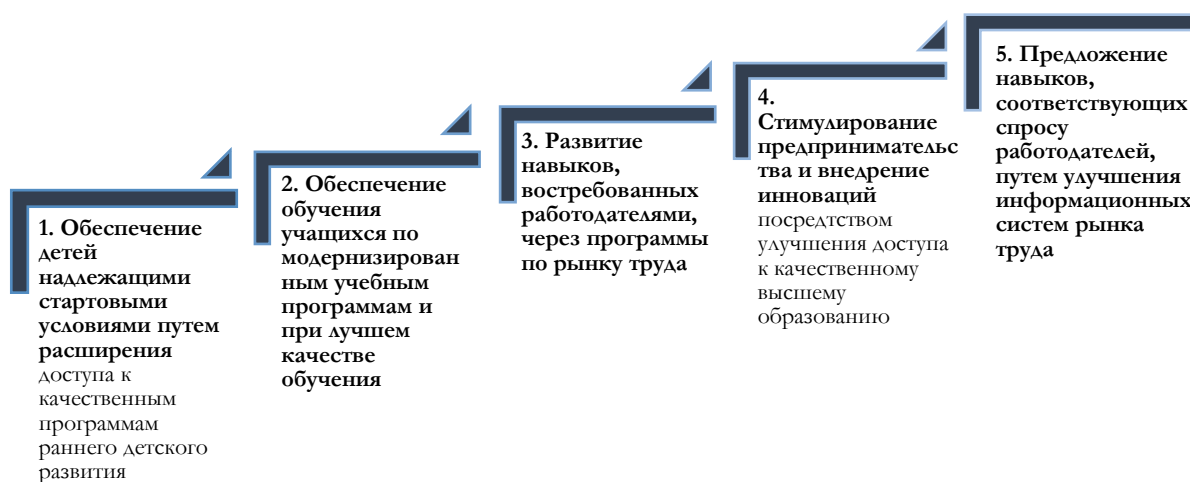 1. Обеспечение
детей
надлежащими
стартовыми
условиями путем
расширения
доступа к
качественным
программам
раннего детского
развития
2. Обеспечение
обучения
учащихся по
модернизирован
ным учебным
программам и
при лучшем
качестве
обучения
3. Развитие
навыков,
востребованных
работодателями,
через программы
по рынку труда
4.
Стимулирование
предпринимательс
тва и внедрение
инноваций
посредством
улучшения доступа
к качественному
высшему
образованию
5. Предложение
навыков,
соответствующих
спросу
работодателей,
путем улучшения
информационных
систем рынка
труда